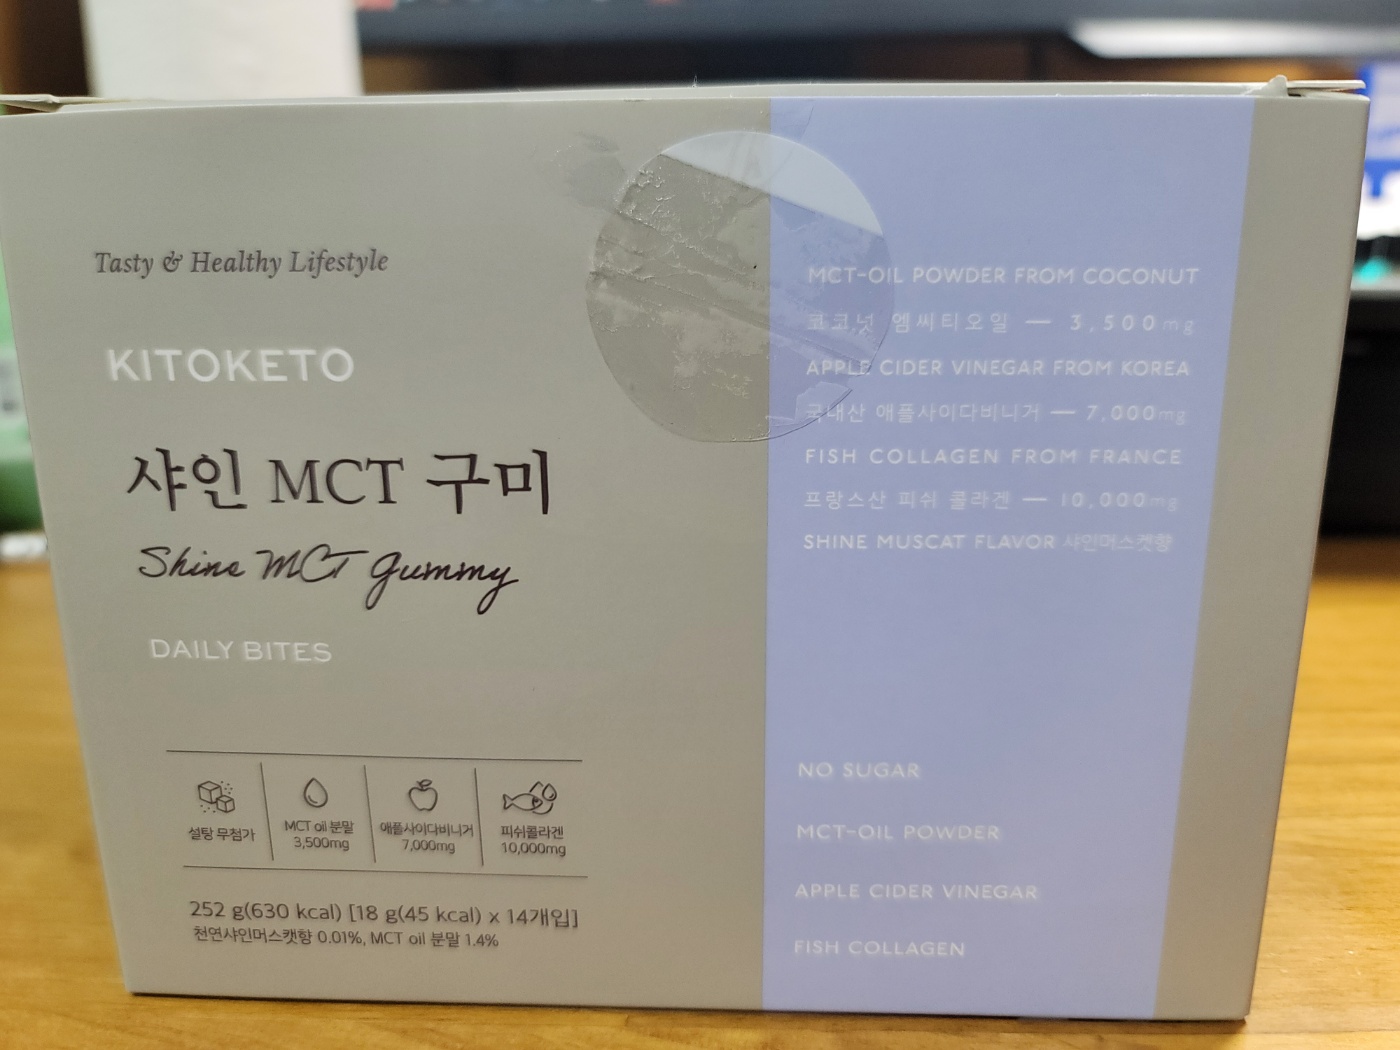 Tasty & Healthy Lifestyle
KITOKETO
샤인 MCT 구미
Shine MCT gummy
DAILY BITES
설탕 무첨가
MCT oil 분말
3,500mg
애플사이다비니거
7,000mg
피쉬콜라겐
10,000mg
252 g(630 kcal) [18 g(45 kcal) x 14개입]
천연샤인머스캣향 0.01%, MCT oil 분말 1.4%
MCT-OIL POWDER FROM COCONUT
코코넛 엠씨티오일 — 3,500mg
APPLE CIDER VINEGAR FROM KOREA
국내산 애플사이다비니거 — 7,000mg
FISH COLLAGEN FROM FRANCE
프랑스산 피쉬 콜라겐 — 10,000mg
SHINE MUSCAT FLAVOR 샤인머스캣향
NO SUGAR
MCT-OIL POWDER
APPLE CIDER VINEGAR
FISH COLLAGEN